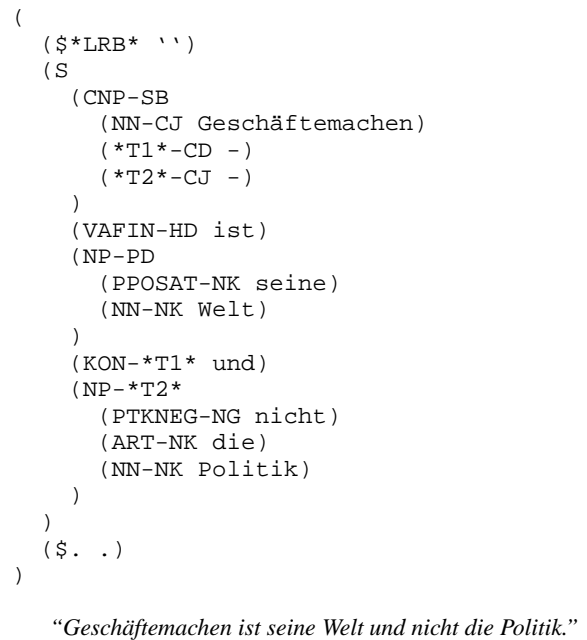 (
($*LRB* ‘‘)
(S
(CNP-SB
(NN-CJ Geschäftemachen)
(*T1*-CD -)
(*T2*-CJ -)
)
(VAFIN-HD ist)
(NP-PD
(PPOSAT-NK seine)
(NN-NK Welt)
)
(KON-*T1* und)
(NP-*T2*
(PTKNEG-NG nicht)
(ART-NK die)
(NN-NK Politik)
)
)
($. .)
)
“Geschäftemachen ist seine Welt und nicht die Politik.”